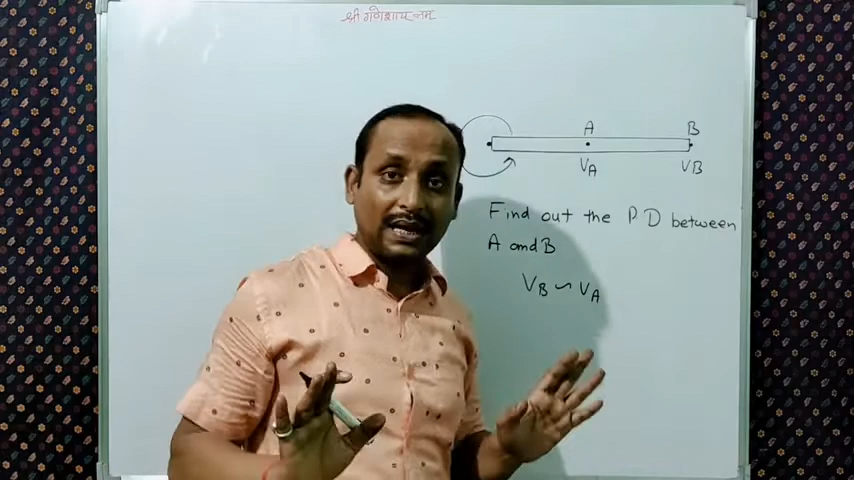 श्री गणेशाय नमः
A B
VA VB
Find out the PD between
A and B
VB ~ VA